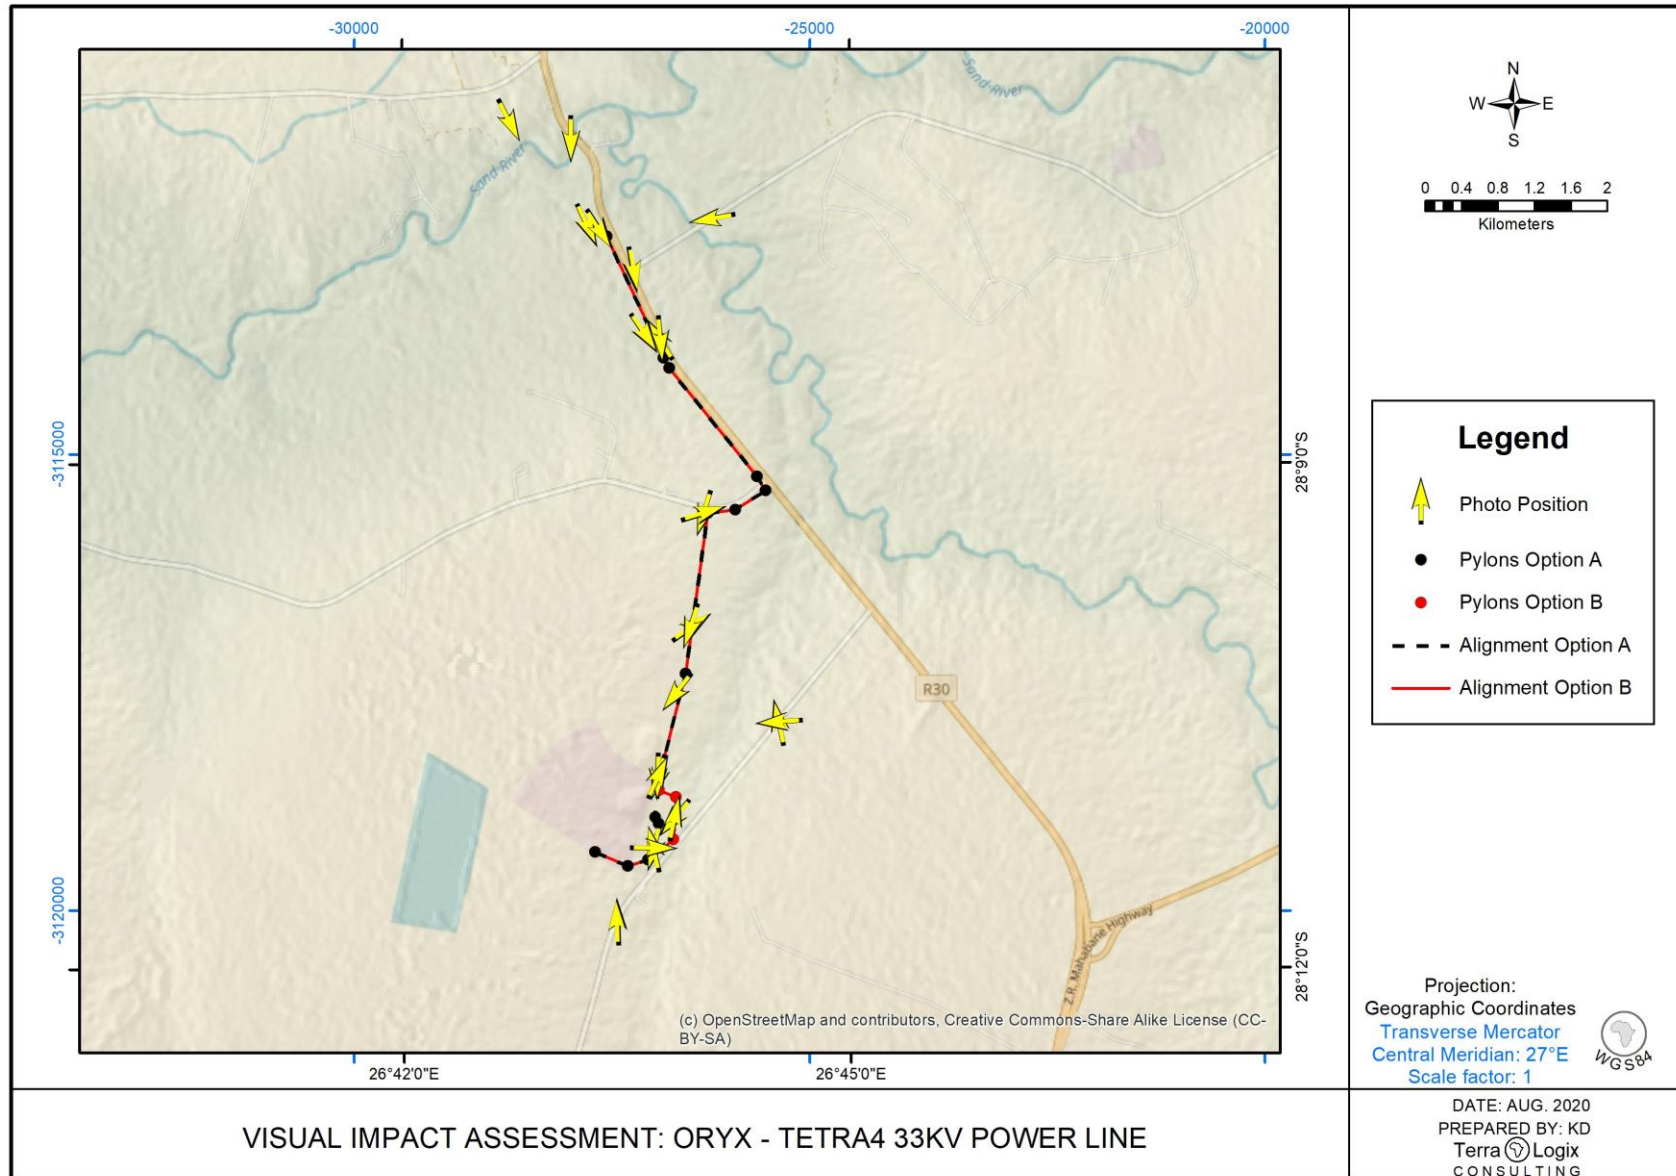 -30000
-25000
-20000
Sand-River
Sand-River
-3115000
28°9'0"S
R30
-3120000
28°12'0"S
Z.R. Mahabane Highway
(c) OpenStreetMap and contributors, Creative Commons-Share Alike License (CC-
BY-SA)
26°42'0"E
26°45'0"E
N
W
E
S
0 0.4 0.8 1.2 1.6 2
Kilometers
Legend
Photo Position
Pylons Option A
Pylons Option B
Alignment Option A
Alignment Option B
Projection:
Geographic Coordinates
Transverse Mercator
Central Meridian: 27°E
Scale factor: 1
WGS84
VISUAL IMPACT ASSESSMENT: ORYX - TETRA4 33KV POWER LINE
DATE: AUG. 2020
PREPARED BY: KD
Terra Logix
CONSULTING